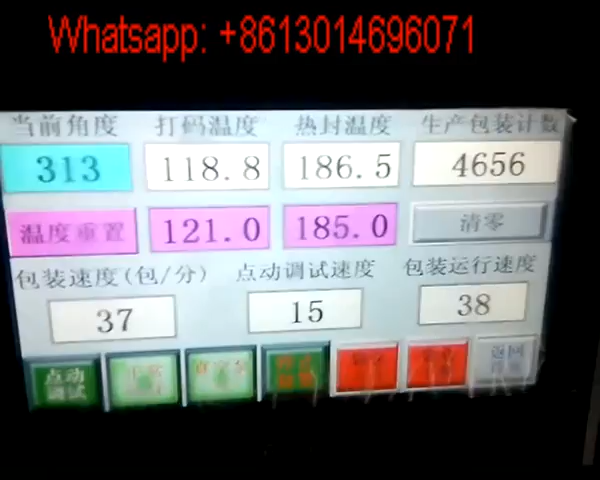 Whatsapp: +8613014696071
当前角度 打码温度 热封温度 生产包装计数
313 118.8 186.5 4656
温度重置 121.0 185.0 清零
包装速度(包/分) 点动调试速度 包装运行速度
37 15 38
点动 返回
调试